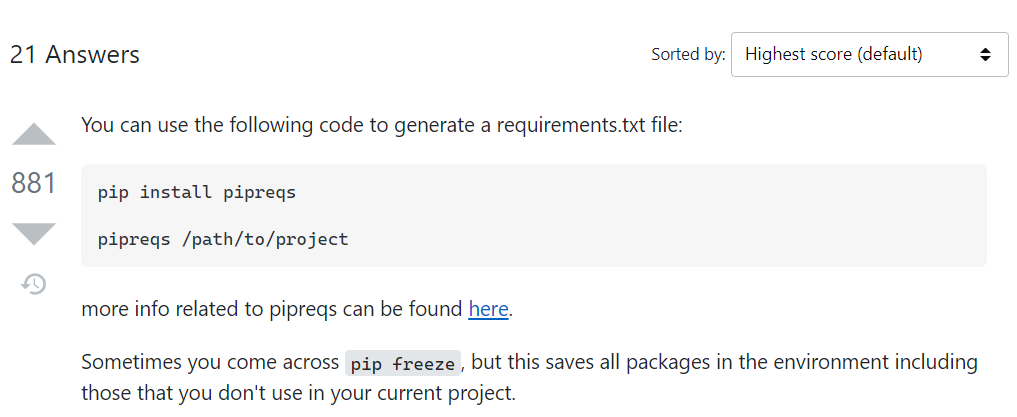 21 Answers
Sorted by: Highest score (default)
You can use the following code to generate a requirements.txt file:
881
pip install pipreqs
pipreqs /path/to/project
more info related to pipreqs can be found here.
Sometimes you come across pip freeze, but this saves all packages in the environment including
those that you don't use in your current project.